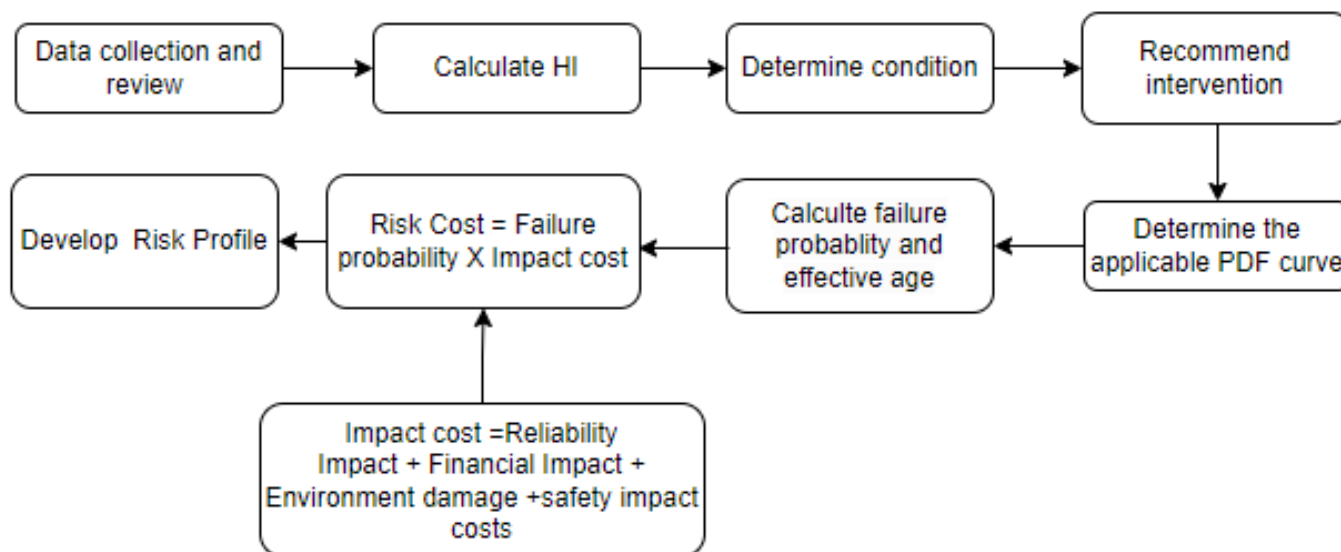 Data collection and
review
Calculate HI
Determine condition
Recommend
intervention
Develop Risk Profile
Risk Cost = Failure
probability X Impact cost
Calculte failure
probablity and
effective age
Determine the
applicable PDF curve
Impact cost =Reliability
Impact + Financial Impact +
Environment damage +safety impact
costs